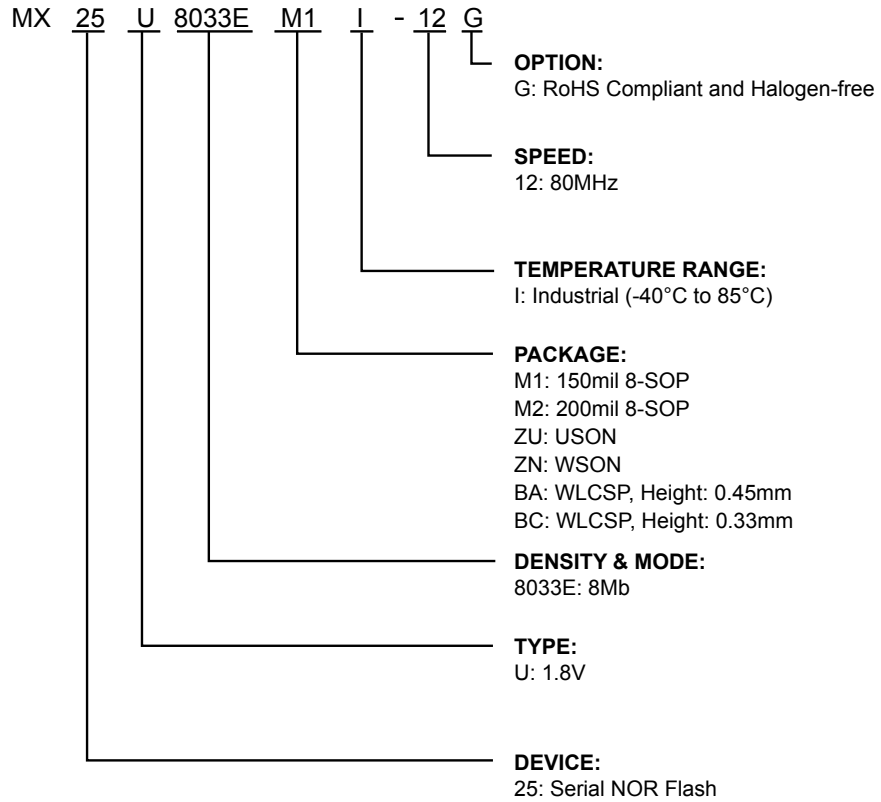 MX 25 U 8033E M1 I - 12 G
OPTION:
G: RoHS Compliant and Halogen-free
SPEED:
12: 80MHz
TEMPERATURE RANGE:
I: Industrial (-40°C to 85°C)
PACKAGE:
M1: 150mil 8-SOP
M2: 200mil 8-SOP
ZU: USON
ZN: WSON
BA: WLCSP, Height: 0.45mm
BC: WLCSP, Height: 0.33mm
DENSITY & MODE:
8033E: 8Mb
TYPE:
U: 1.8V
DEVICE:
25: Serial NOR Flash